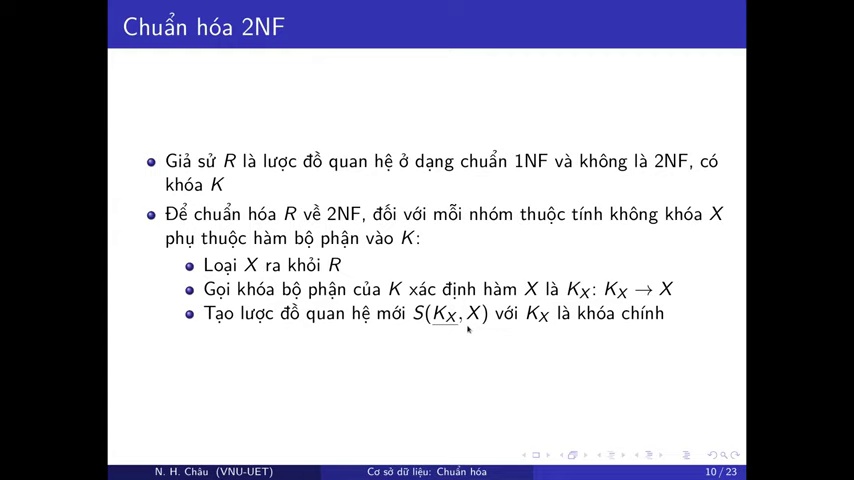 Chuẩn hóa 2NF
Giả sử R là lược đồ quan hệ ở dạng chuẩn 1NF và không là 2NF, có
khóa K
Để chuẩn hóa R về 2NF, đối với mỗi nhóm thuộc tính không khóa X
phụ thuộc hàm bộ phận vào K:
Loại X ra khỏi R
Gọi khóa bộ phận của K xác định hàm X là K_X: K_X → X
Tạo lược đồ quan hệ mới S(K_X, X) với K_X là khóa chính
N. H. Châu (VNU-UET) Cơ sở dữ liệu: Chuẩn hóa 10 / 23